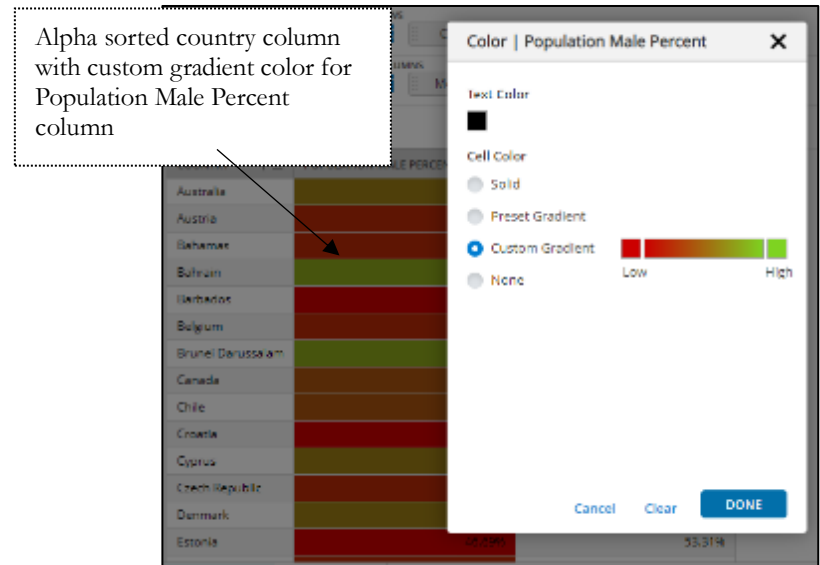 Alpha sorted country column
with custom gradient color for
Population Male Percent
column
Color | Population Male Percent
Text Color
Cell Color
Solid
Preset Gradient
Custom Gradient
Low High
None
Cancel Clear DONE
Australia
Austria
Bahamas
Bahrain
Barbados
Belgium
Brunei Darussalam
Canada
Chile
Croatia
Cyprus
Czech Republic
Denmark
Estonia 53.31%